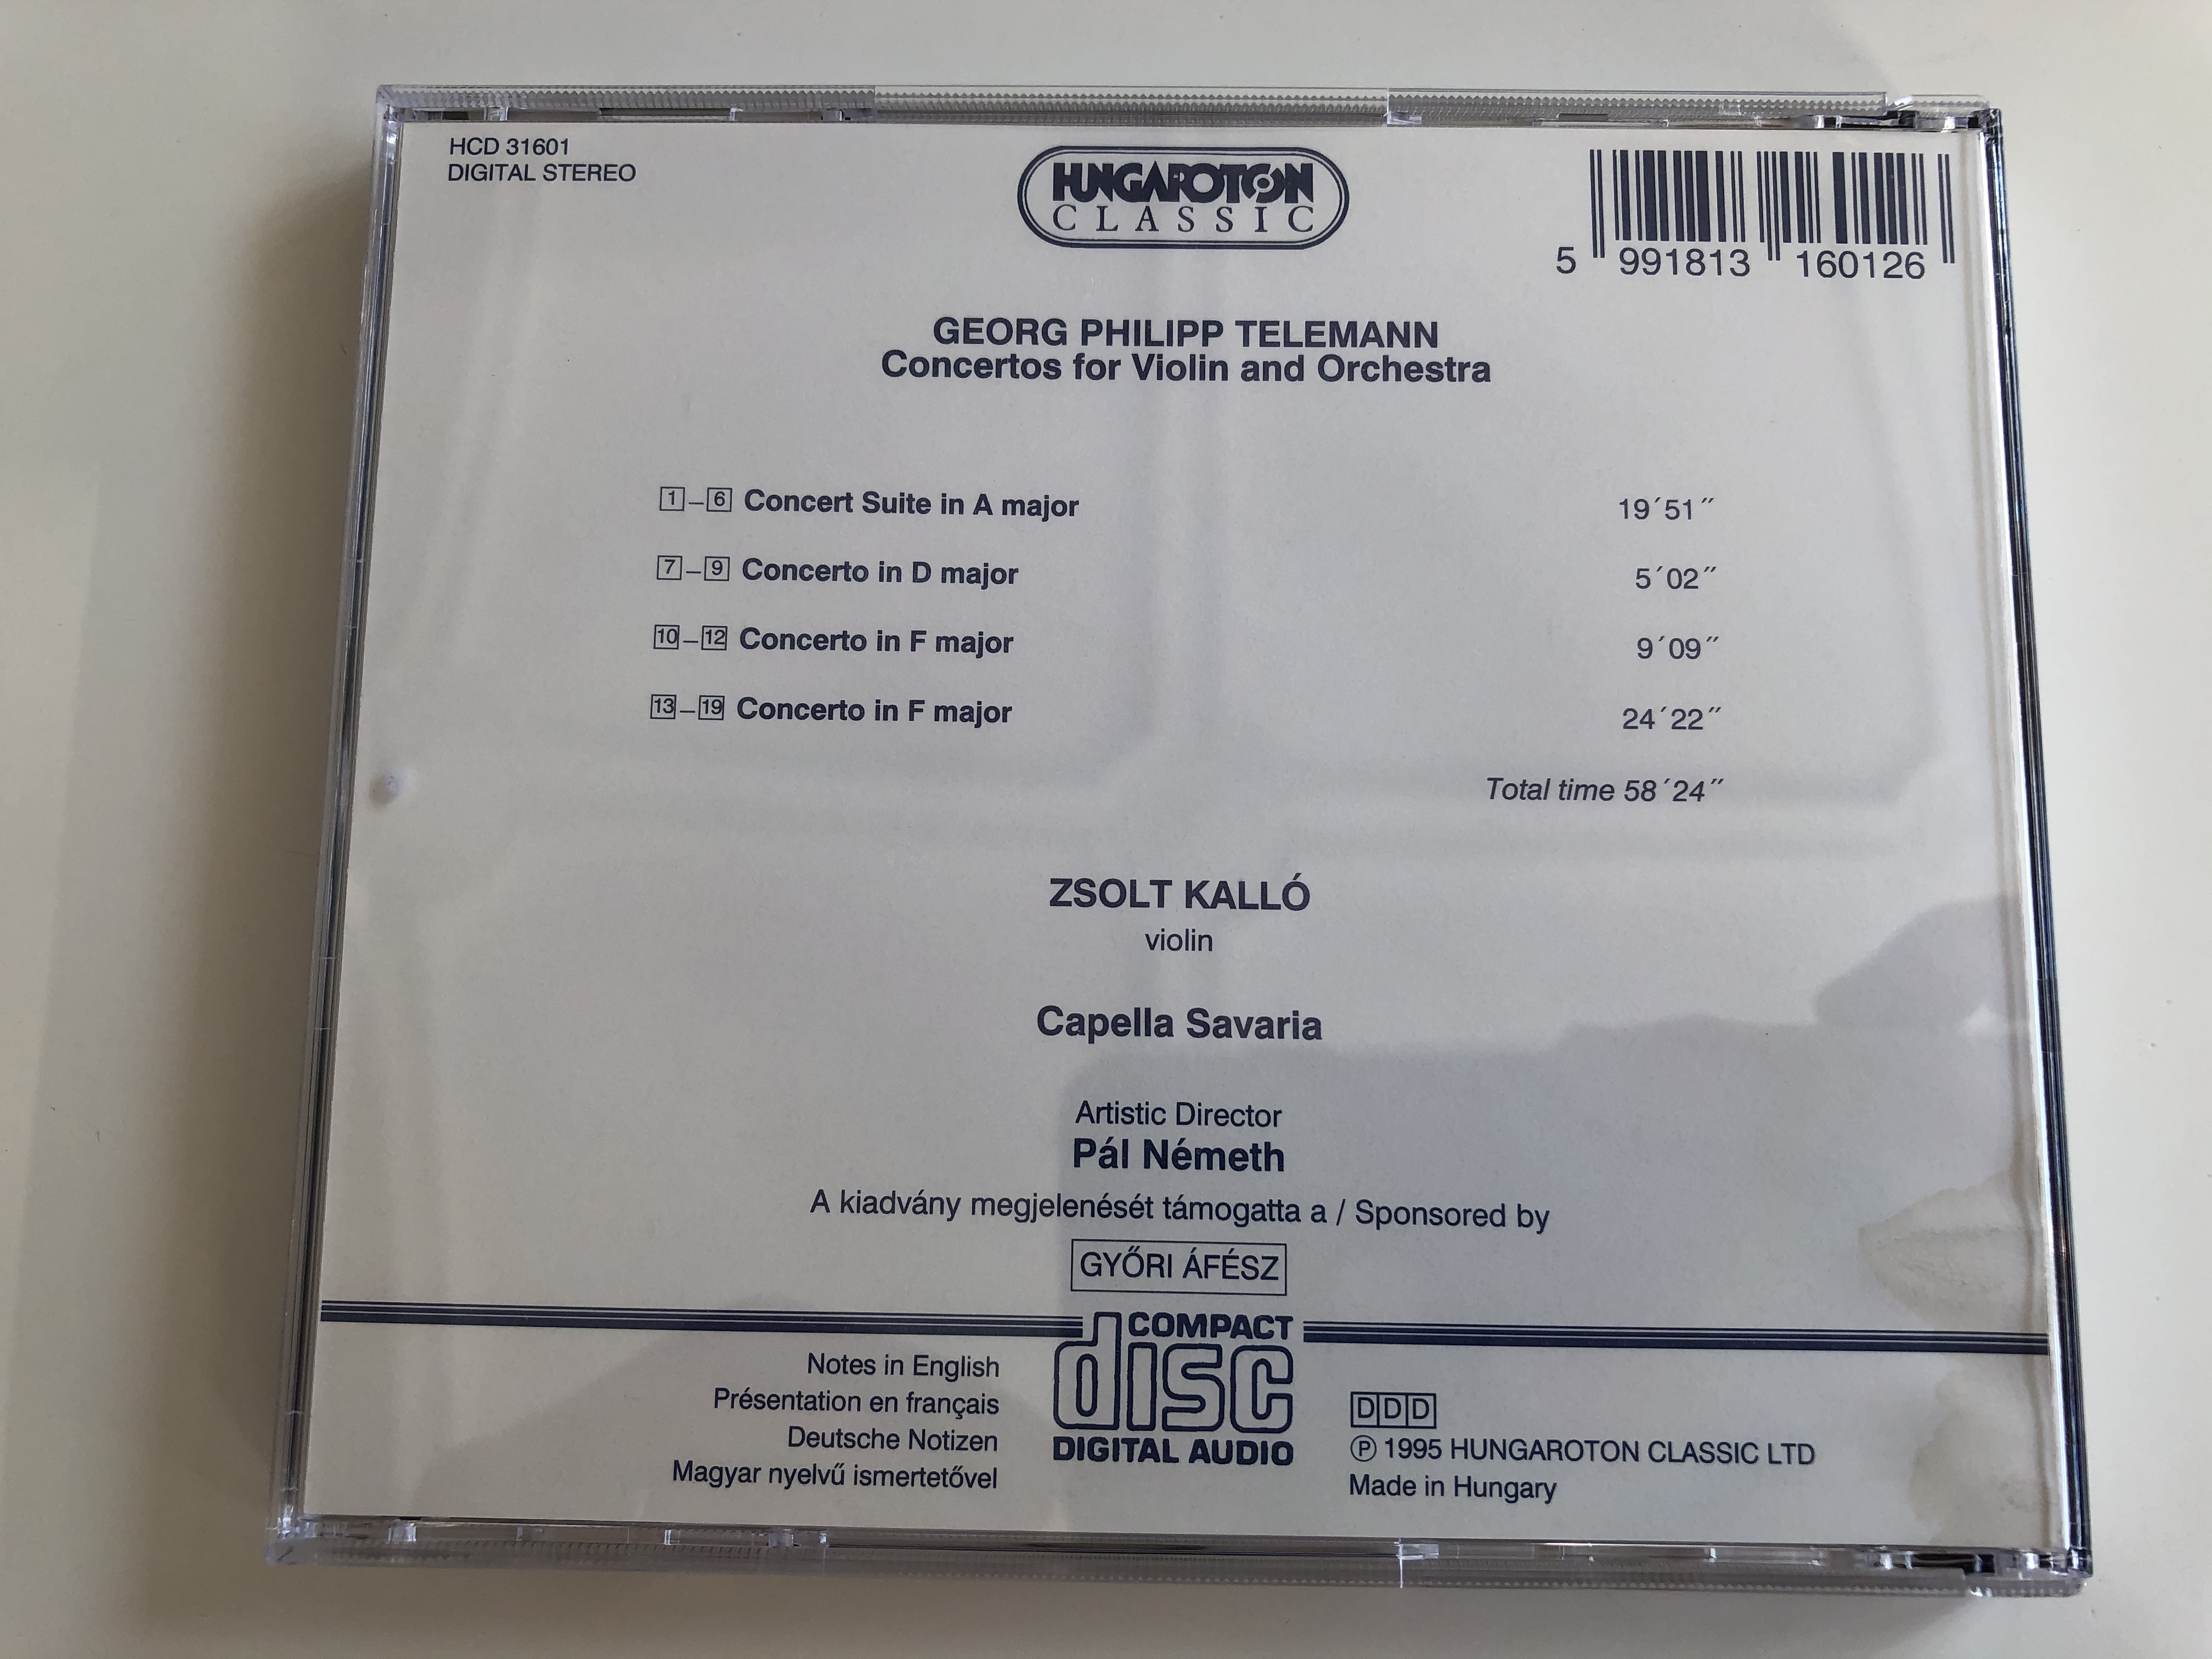 HCD 31601
DIGITAL STEREO
HUNGAROTON
CLASSIC
5 991813 160126
GEORG PHILIPP TELEMANN
Concertos for Violin and Orchestra
1–6 Concert Suite in A major 19´51˝
7–9 Concerto in D major 5´02˝
10–12 Concerto in F major 9´09˝
13–19 Concerto in F major 24´22˝
Total time 58´24˝
ZSOLT KALLÓ
violin
Capella Savaria
Artistic Director
Pál Németh
A kiadvány megjelenését támogatta a / Sponsored by
GYŐRI ÁFÉSZ
Notes in English
Présentation en français
Deutsche Notizen
Magyar nyelvű ismertetővel
COMPACT
disc
DIGITAL AUDIO
DDD
℗ 1995 HUNGAROTON CLASSIC LTD
Made in Hungary